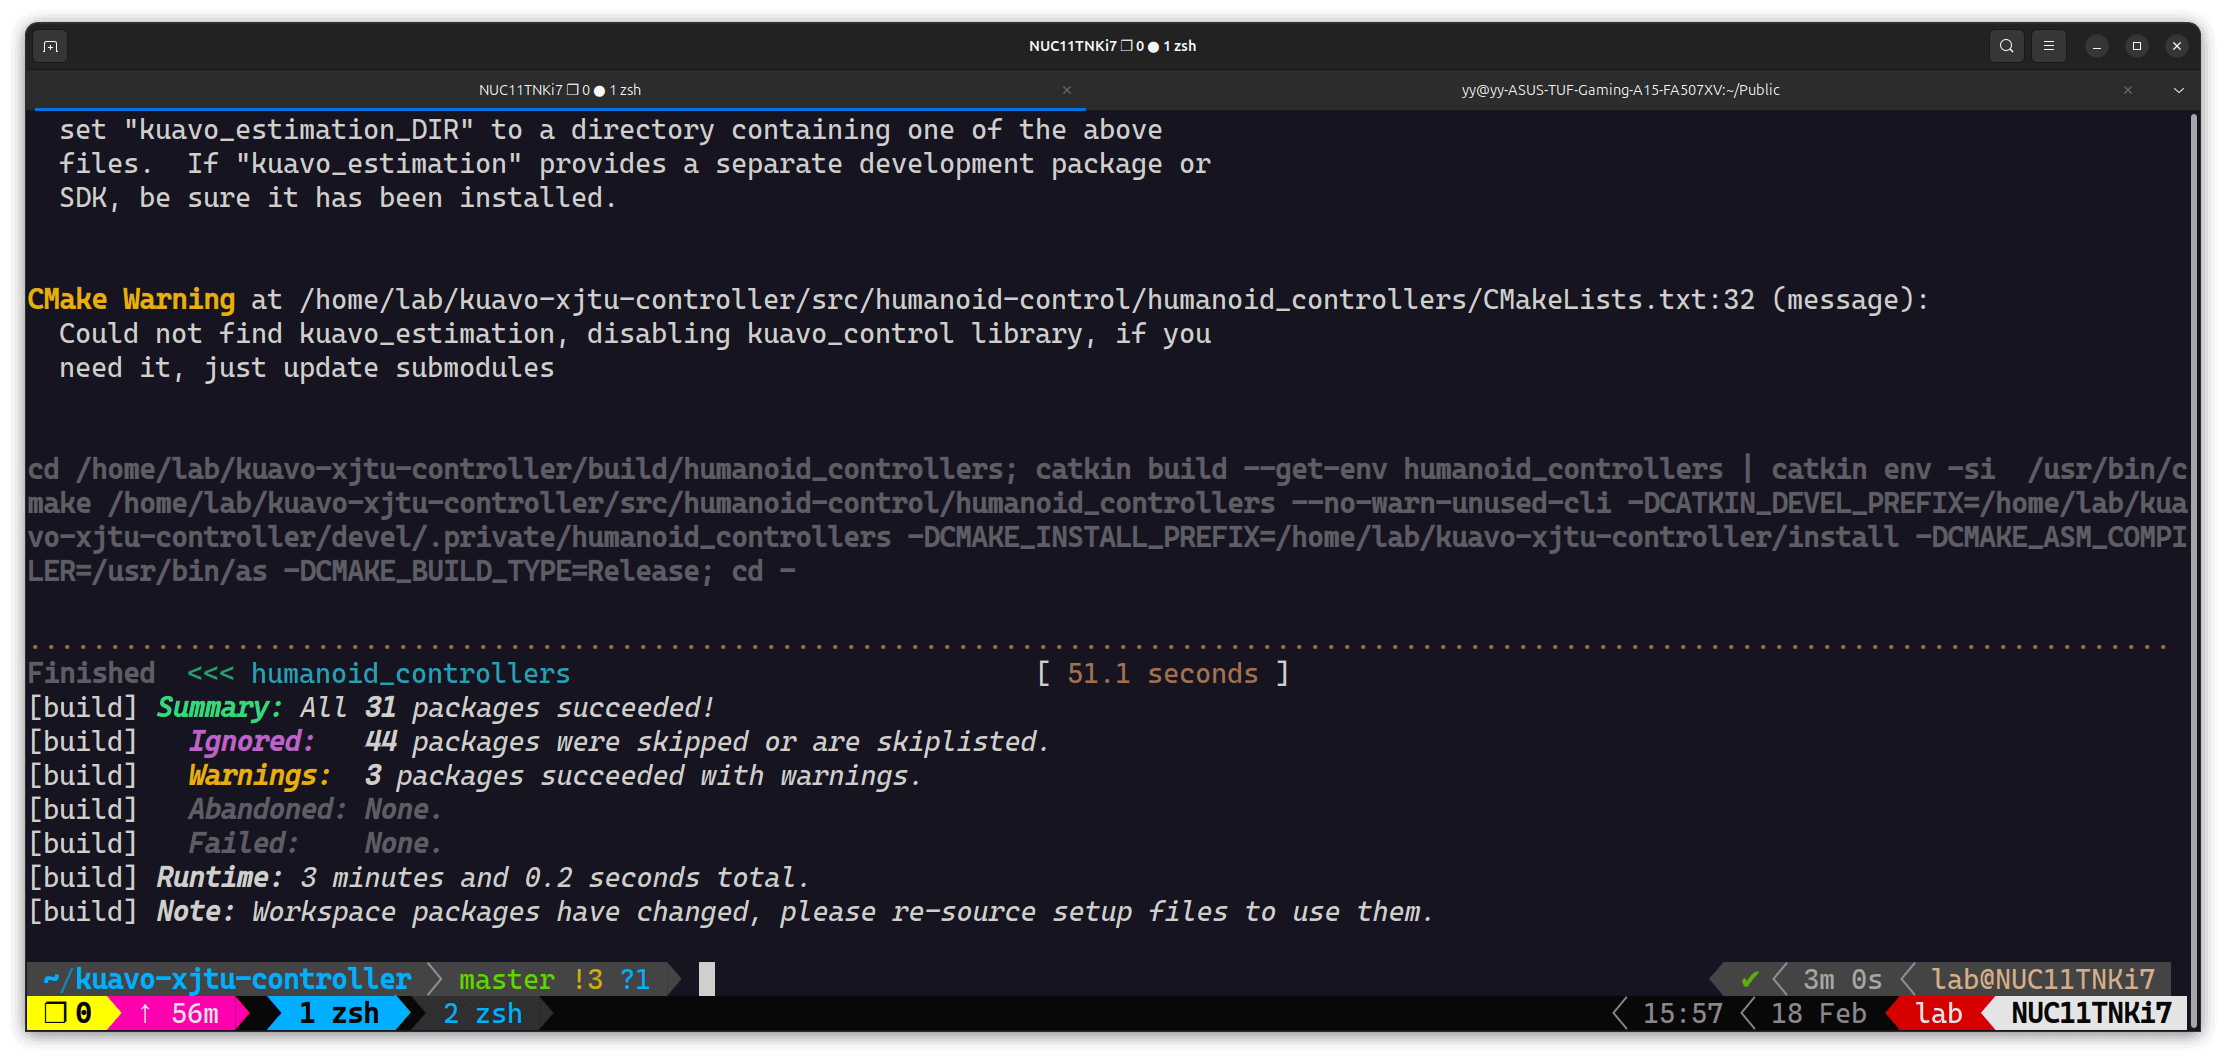 NUC11TNKi7 ❐ 0 ● 1 zsh
NUC11TNKi7 ❐ 0 ● 1 zsh
yy@yy-ASUS-TUF-Gaming-A15-FA507XV:~/Public
set "kuavo_estimation_DIR" to a directory containing one of the above
files.  If "kuavo_estimation" provides a separate development package or
SDK, be sure it has been installed.
CMake Warning at /home/lab/kuavo-xjtu-controller/src/humanoid-control/humanoid_controllers/CMakeLists.txt:32 (message):
Could not find kuavo_estimation, disabling kuavo_control library, if you
need it, just update submodules
cd /home/lab/kuavo-xjtu-controller/build/humanoid_controllers; catkin build --get-env humanoid_controllers | catkin env -si  /usr/bin/c
make /home/lab/kuavo-xjtu-controller/src/humanoid-control/humanoid_controllers --no-warn-unused-cli -DCATKIN_DEVEL_PREFIX=/home/lab/kua
vo-xjtu-controller/devel/.private/humanoid_controllers -DCMAKE_INSTALL_PREFIX=/home/lab/kuavo-xjtu-controller/install -DCMAKE_ASM_COMPI
LER=/usr/bin/as -DCMAKE_BUILD_TYPE=Release; cd -
Finished  <<< humanoid_controllers [ 51.1 seconds ]
[build] Summary: All 31 packages succeeded!
[build]   Ignored:   44 packages were skipped or are skiplisted.
[build]   Warnings:  3 packages succeeded with warnings.
[build]   Abandoned: None.
[build]   Failed:    None.
[build] Runtime: 3 minutes and 0.2 seconds total.
[build] Note: Workspace packages have changed, please re-source setup files to use them.
~/kuavo-xjtu-controller master !3 ?1 ✔ 3m 0s lab@NUC11TNKi7
❐ 0 ↑ 56m 1 zsh 2 zsh 15:57 18 Feb lab NUC11TNKi7